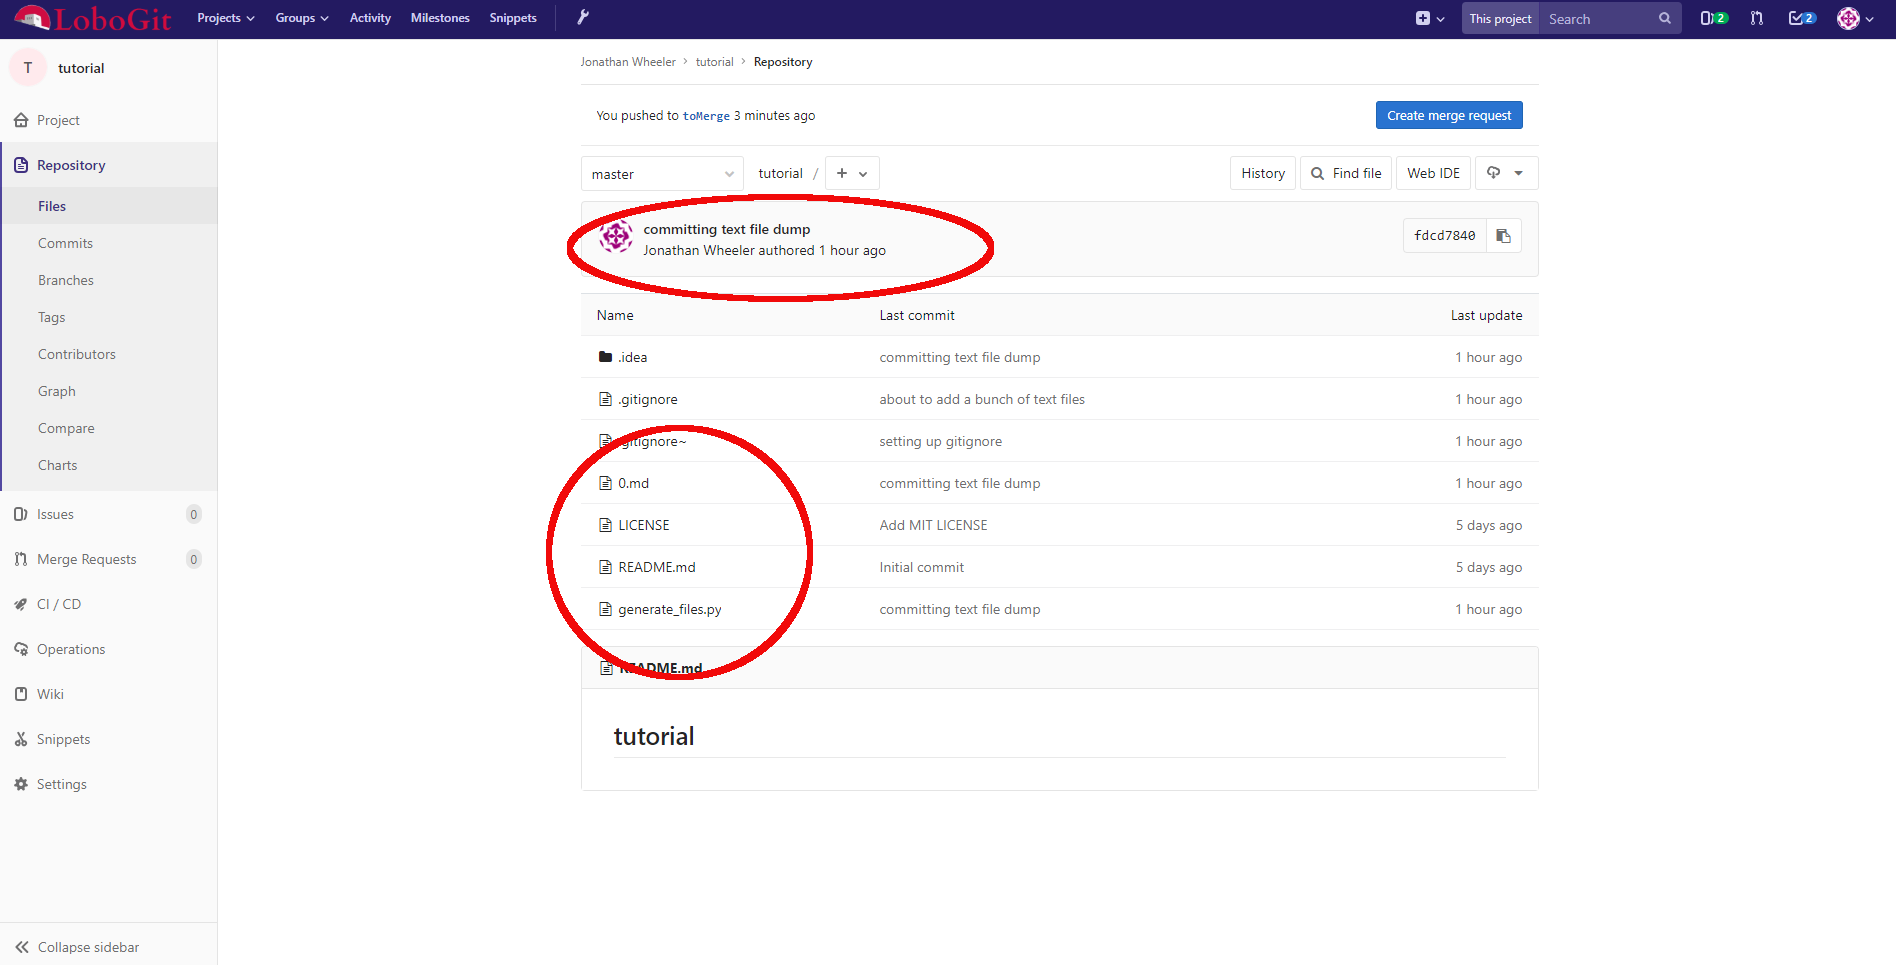 LoboGit Projects Groups Activity Milestones Snippets This project Search 2 2
T tutorial
Project
Repository
Files
Commits
Branches
Tags
Contributors
Graph
Compare
Charts
Issues 0
Merge Requests 0
CI / CD
Operations
Wiki
Snippets
Settings
Collapse sidebar
Jonathan Wheeler > tutorial > Repository
You pushed to toMerge 3 minutes ago Create merge request
master tutorial / + History Find file Web IDE
committing text file dump
Jonathan Wheeler authored 1 hour ago fdcd7840
Name Last commit Last update
.idea committing text file dump 1 hour ago
.gitignore about to add a bunch of text files 1 hour ago
.gitignore~ setting up gitignore 1 hour ago
0.md committing text file dump 1 hour ago
LICENSE Add MIT LICENSE 5 days ago
README.md Initial commit 5 days ago
generate_files.py committing text file dump 1 hour ago
README.md
tutorial